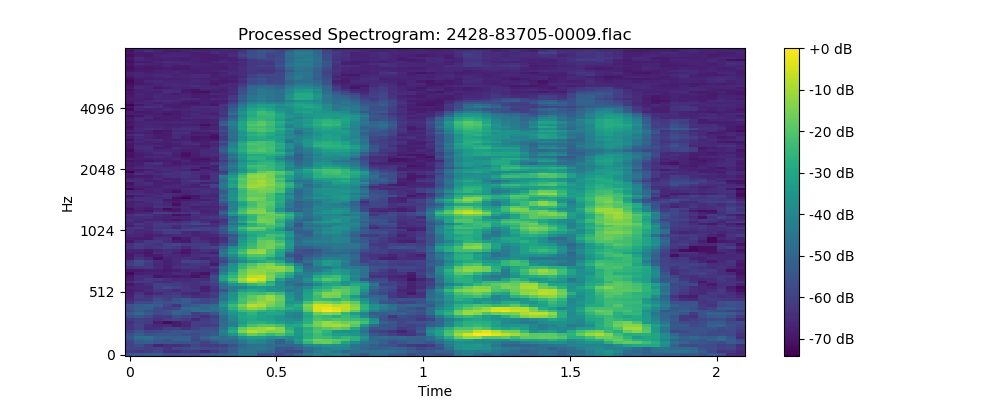 Processed Spectrogram: 2428-83705-0009.flac
Hz
4096
2048
1024
512
0
0
0.5
1
1.5
2
Time
+0 dB
-10 dB
-20 dB
-30 dB
-40 dB
-50 dB
-60 dB
-70 dB